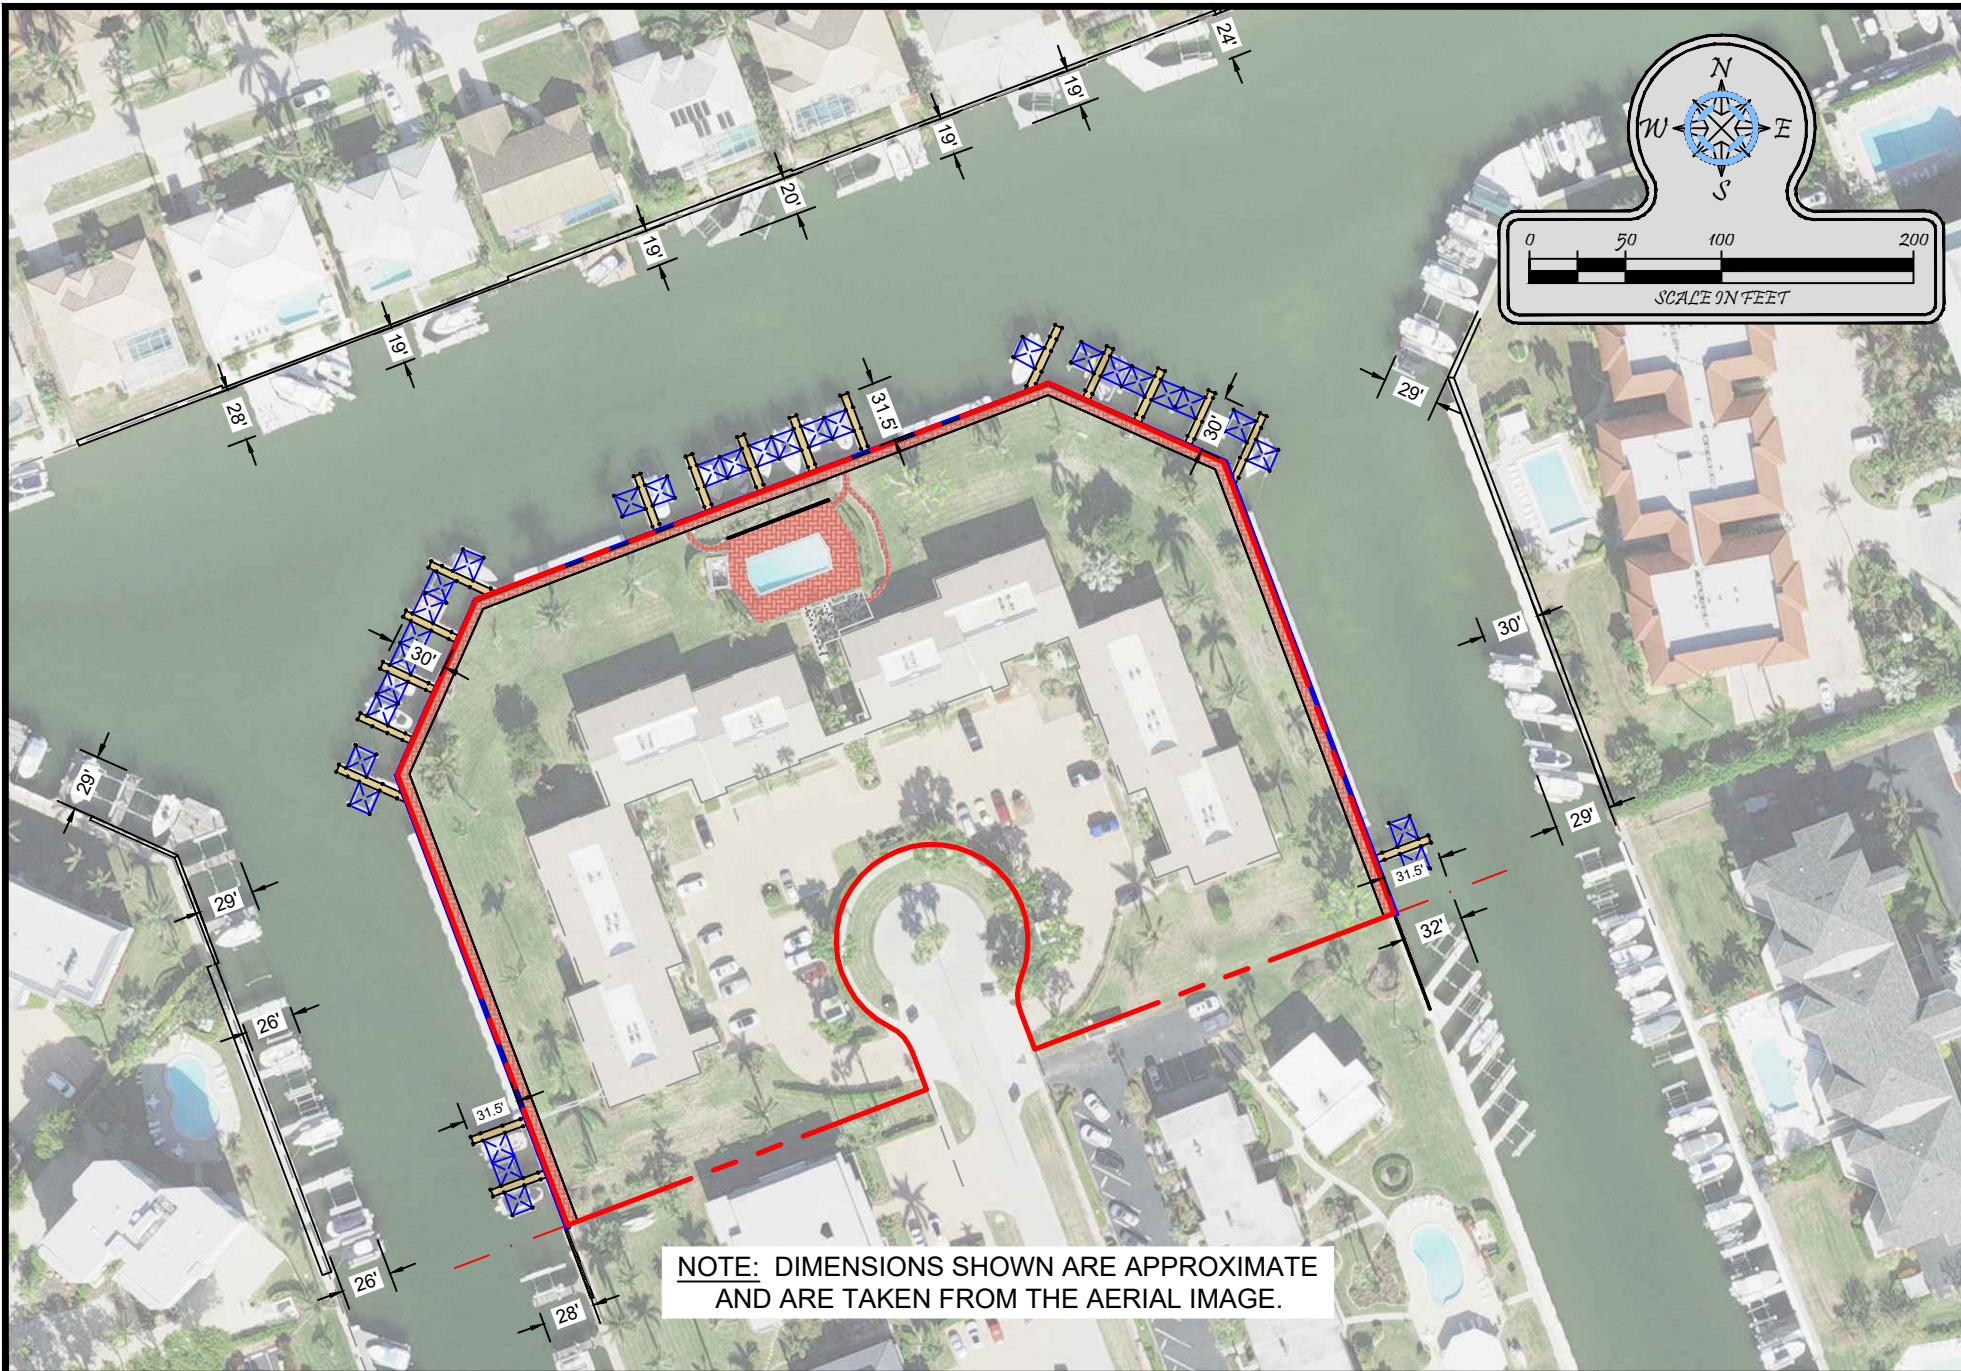 24'
19'
19'
20'
19'
19'
28'
N
W
E
S
0 50 100 200
SCALE IN FEET
29'
31.5'
30'
30'
30'
29'
29'
29'
31.5'
32'
26'
31.5'
26'
28'
NOTE: DIMENSIONS SHOWN ARE APPROXIMATE
AND ARE TAKEN FROM THE AERIAL IMAGE.